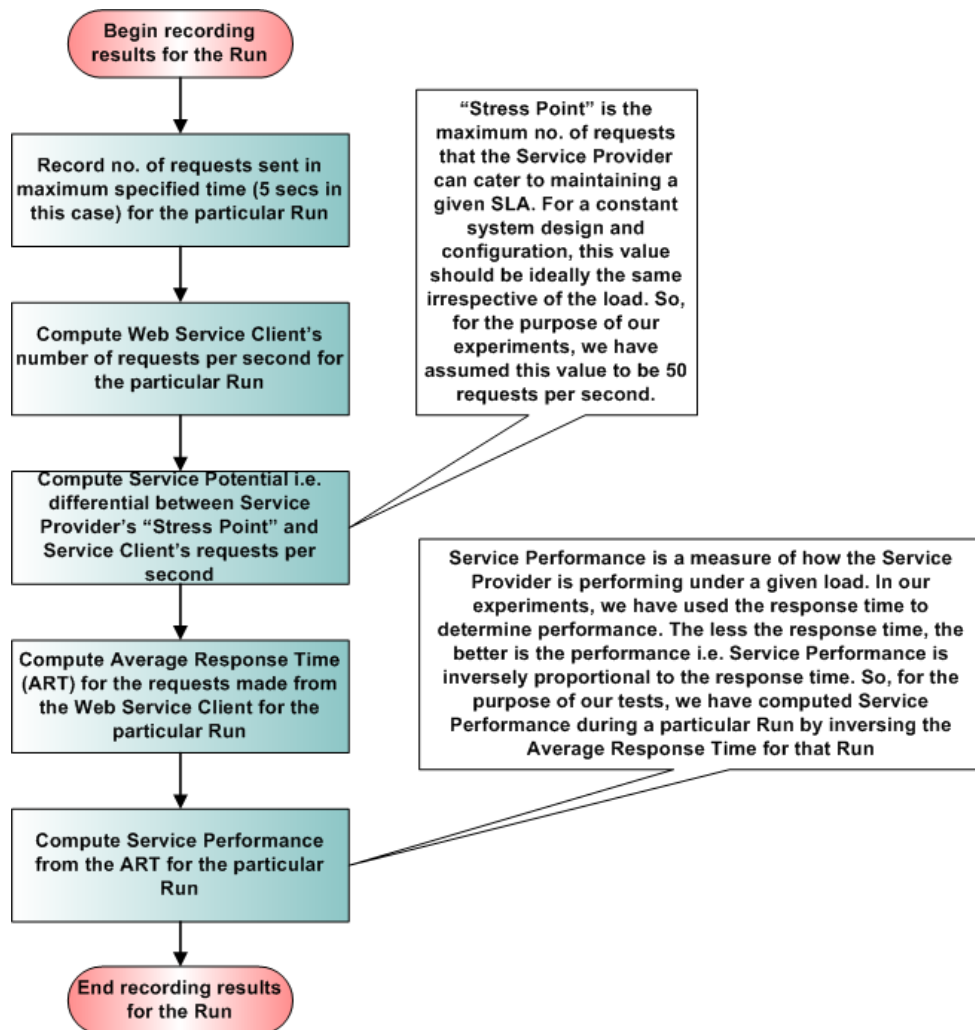 Begin recording
results for the Run
Record no. of requests sent in
maximum specified time (5 secs in
this case) for the particular Run
Compute Web Service Client's
number of requests per second for
the particular Run
Compute Service Potential i.e.
differential between Service
Provider's "Stress Point" and
Service Client's requests per
second
Compute Average Response Time
(ART) for the requests made from
the Web Service Client for the
particular Run
Compute Service Performance
from the ART for the particular
Run
End recording results
for the Run
“Stress Point” is the
maximum no. of requests
that the Service Provider
can cater to maintaining a
given SLA. For a constant
system design and
configuration, this value
should be ideally the same
irrespective of the load. So,
for the purpose of our
experiments, we have
assumed this value to be 50
requests per second.
Service Performance is a measure of how the Service
Provider is performing under a given load. In our
experiments, we have used the response time to
determine performance. The less the response time, the
better is the performance i.e. Service Performance is
inversely proportional to the response time. So, for the
purpose of our tests, we have computed Service
Performance during a particular Run by inversing the
Average Response Time for that Run